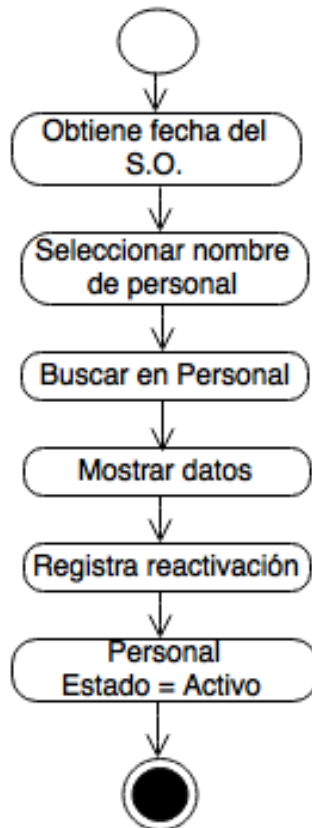 Obtiene fecha del
S.O.
Seleccionar nombre
de personal
Buscar en Personal
Mostrar datos
Registra reactivación
Personal
Estado = Activo